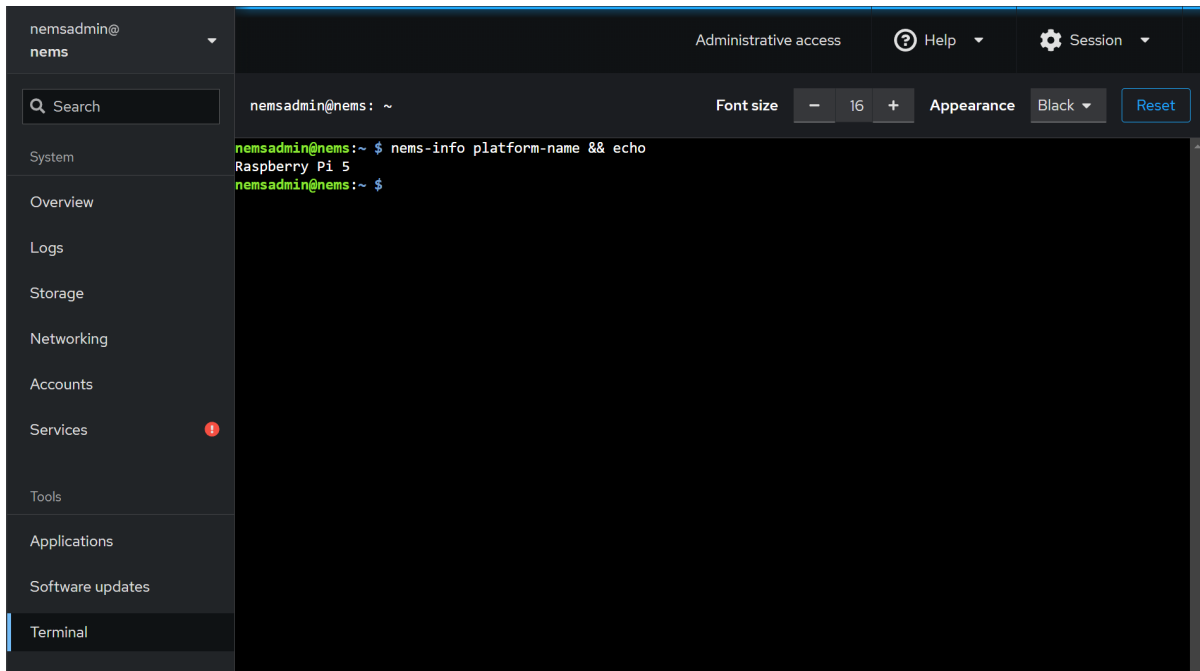 nemsadmin@
nems
Administrative access
Help
Session
Search
nemsadmin@nems: ~
Font size
16
Appearance
Black
Reset
System
Overview
Logs
Storage
Networking
Accounts
Services
Tools
Applications
Software updates
Terminal
nemsadmin@nems:~ $ nems-info platform-name && echo
Raspberry Pi 5
nemsadmin@nems:~ $